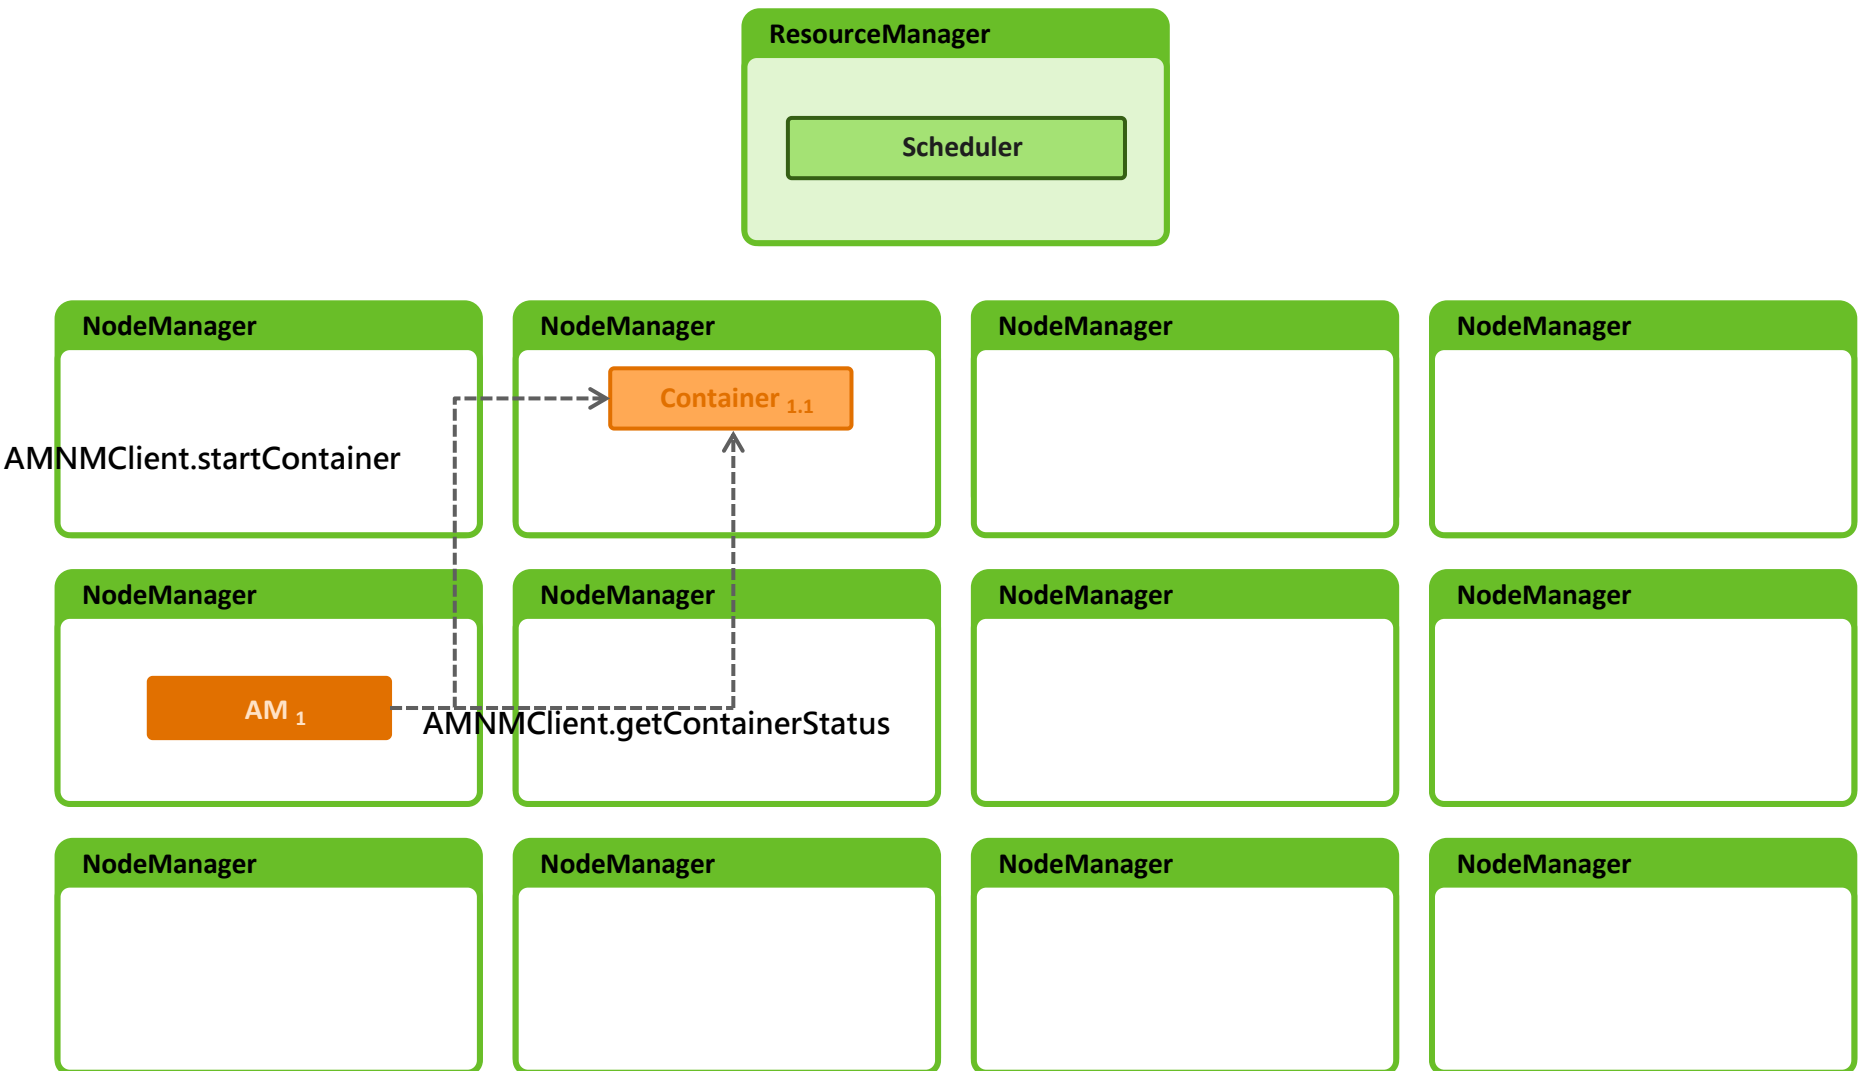 ResourceManager
Scheduler
NodeManager
NodeManager
NodeManager
NodeManager
Container 1.1
AMNMClient.startContainer
NodeManager
NodeManager
NodeManager
NodeManager
AM 1
AMNMClient.getContainerStatus
NodeManager
NodeManager
NodeManager
NodeManager